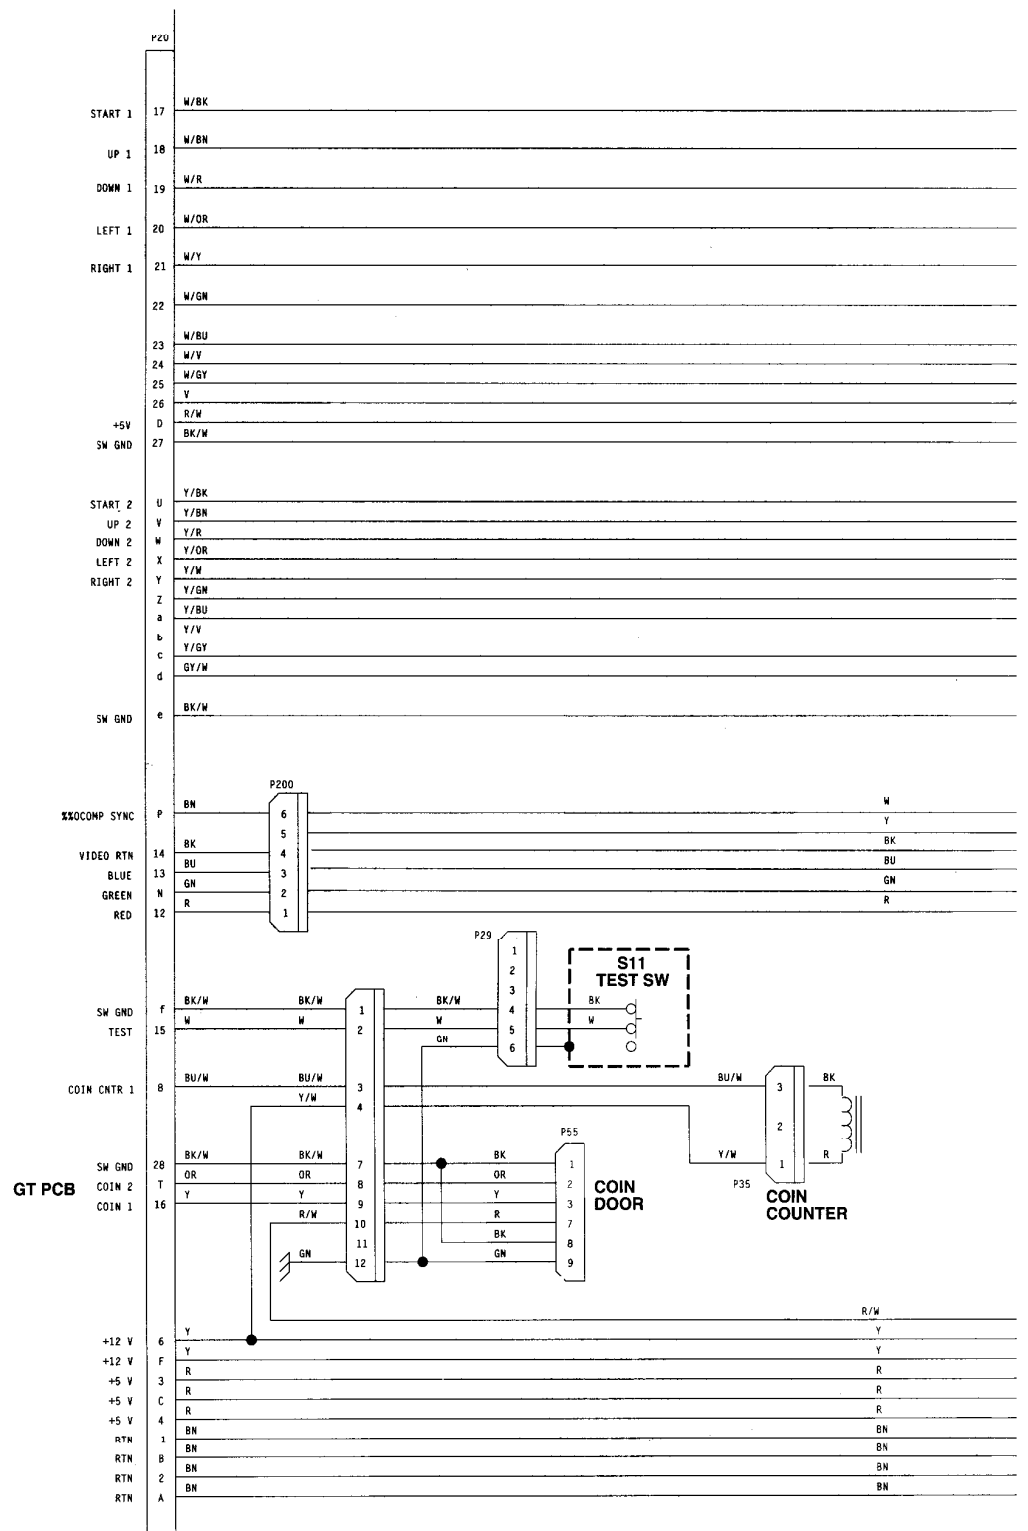 P20
W/BK
START 1 17
W/BN
UP 1 18
W/R
DOWN 1 19
W/OR
LEFT 1 20
W/Y
RIGHT 1 21
W/GN
22
W/BU
23
W/V
24
W/GY
25
V
26
R/W
+5V D
BK/W
SW GND 27
Y/BK
START 2 U
Y/BN
UP 2 V
Y/R
DOWN 2 W
Y/OR
LEFT 2 X
Y/W
RIGHT 2 Y
Y/GN
Z
Y/BU
a
Y/V
b
Y/GY
c
GY/W
d
BK/W
SW GND e
P200
BN W
%%OCOMP SYNC P 6
Y
5
BK BK
VIDEO RTN 14 4
BU BU
BLUE 13 3
GN GN
GREEN N 2
R R
RED 12 1
P29
1
2
3
S11
TEST SW
BK/W BK/W BK/W BK
SW GND f 1 4
W W W W
TEST 15 2 5
GN
6
BU/W BU/W BU/W BK
COIN CNTR 1 8 3 3
Y/W
4
2
P55
BK/W BK/W BK Y/W R
SW GND 28 7 1 1
OR OR OR
GT PCB COIN 2 T 8 2
Y Y Y
COIN 1 16 9 3
COIN
DOOR
P35
COIN
COUNTER
R/W R
10 7
BK
11 8
GN GN
12 9
R/W
Y Y
+12 V 6
Y Y
+12 V F
R R
+5 V 3
R R
+5 V C
R R
+5 V 4
BN BN
RTN 1
BN BN
RTN B
BN BN
RTN 2
BN BN
RTN A